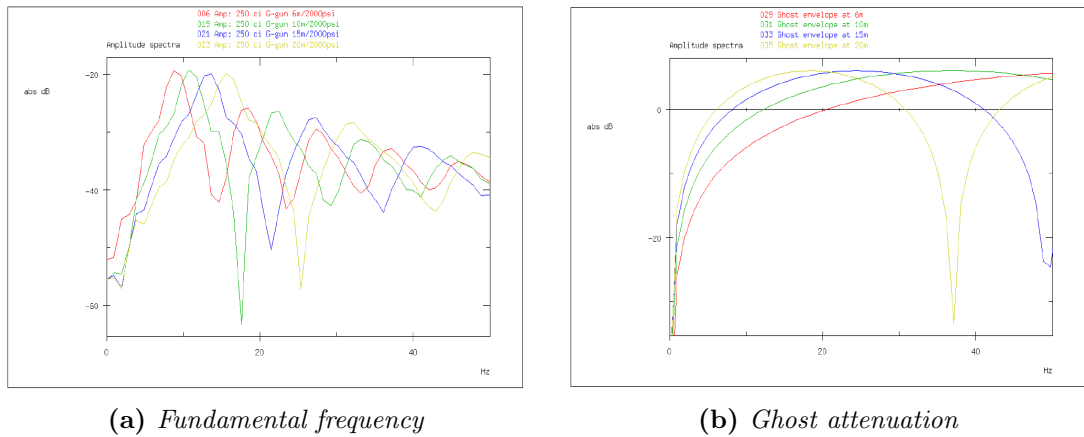 006 Amp: 250 ci G-gun 6m/2000psi
019 Amp: 250 ci G-gun 10m/2000psi
021 Amp: 250 ci G-gun 15m/2000psi
Amplitude spectra 023 Amp: 250 ci G-gun 20m/2000psi
abs dB
-20
-40
-60
0
20
40
Hz
029 Ghost envelope at 6m
031 Ghost envelope at 10m
033 Ghost envelope at 15m
Amplitude spectra 035 Ghost envelope at 20m
abs dB
0
-20
0
20
40
Hz
(a) Fundamental frequency
(b) Ghost attenuation